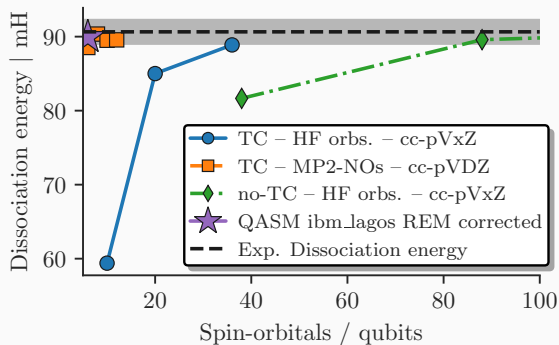 Dissociation energy | mH
90
80
70
60
TC – HF orbs. – cc-pVxZ
TC – MP2-NOs – cc-pVDZ
no-TC – HF orbs. – cc-pVxZ
QASM ibm_lagos REM corrected
Exp. Dissociation energy
20 40 60 80 100
Spin-orbitals / qubits